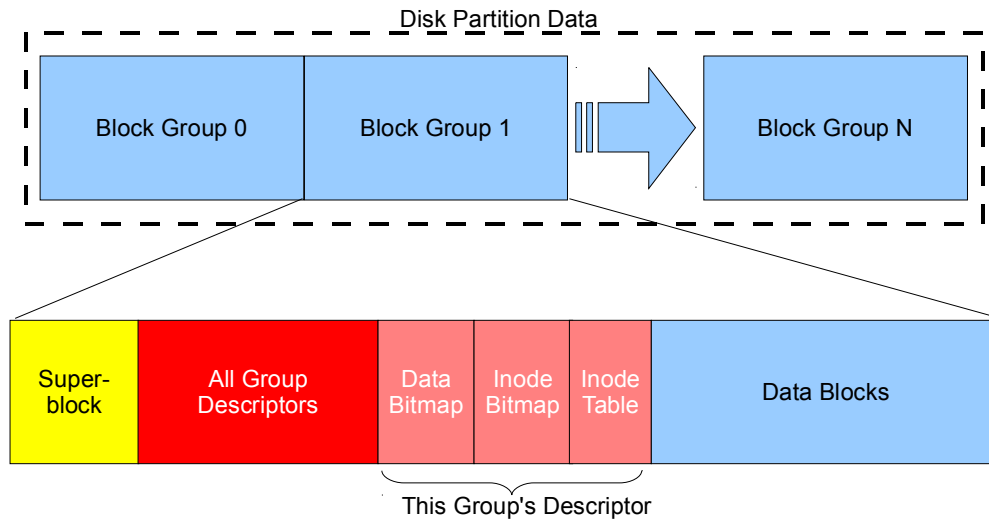 Disk Partition Data
Block Group 0
Block Group 1
Block Group N
Super-
block
All Group
Descriptors
Data
Bitmap
Inode
Bitmap
Inode
Table
Data Blocks
This Group's Descriptor